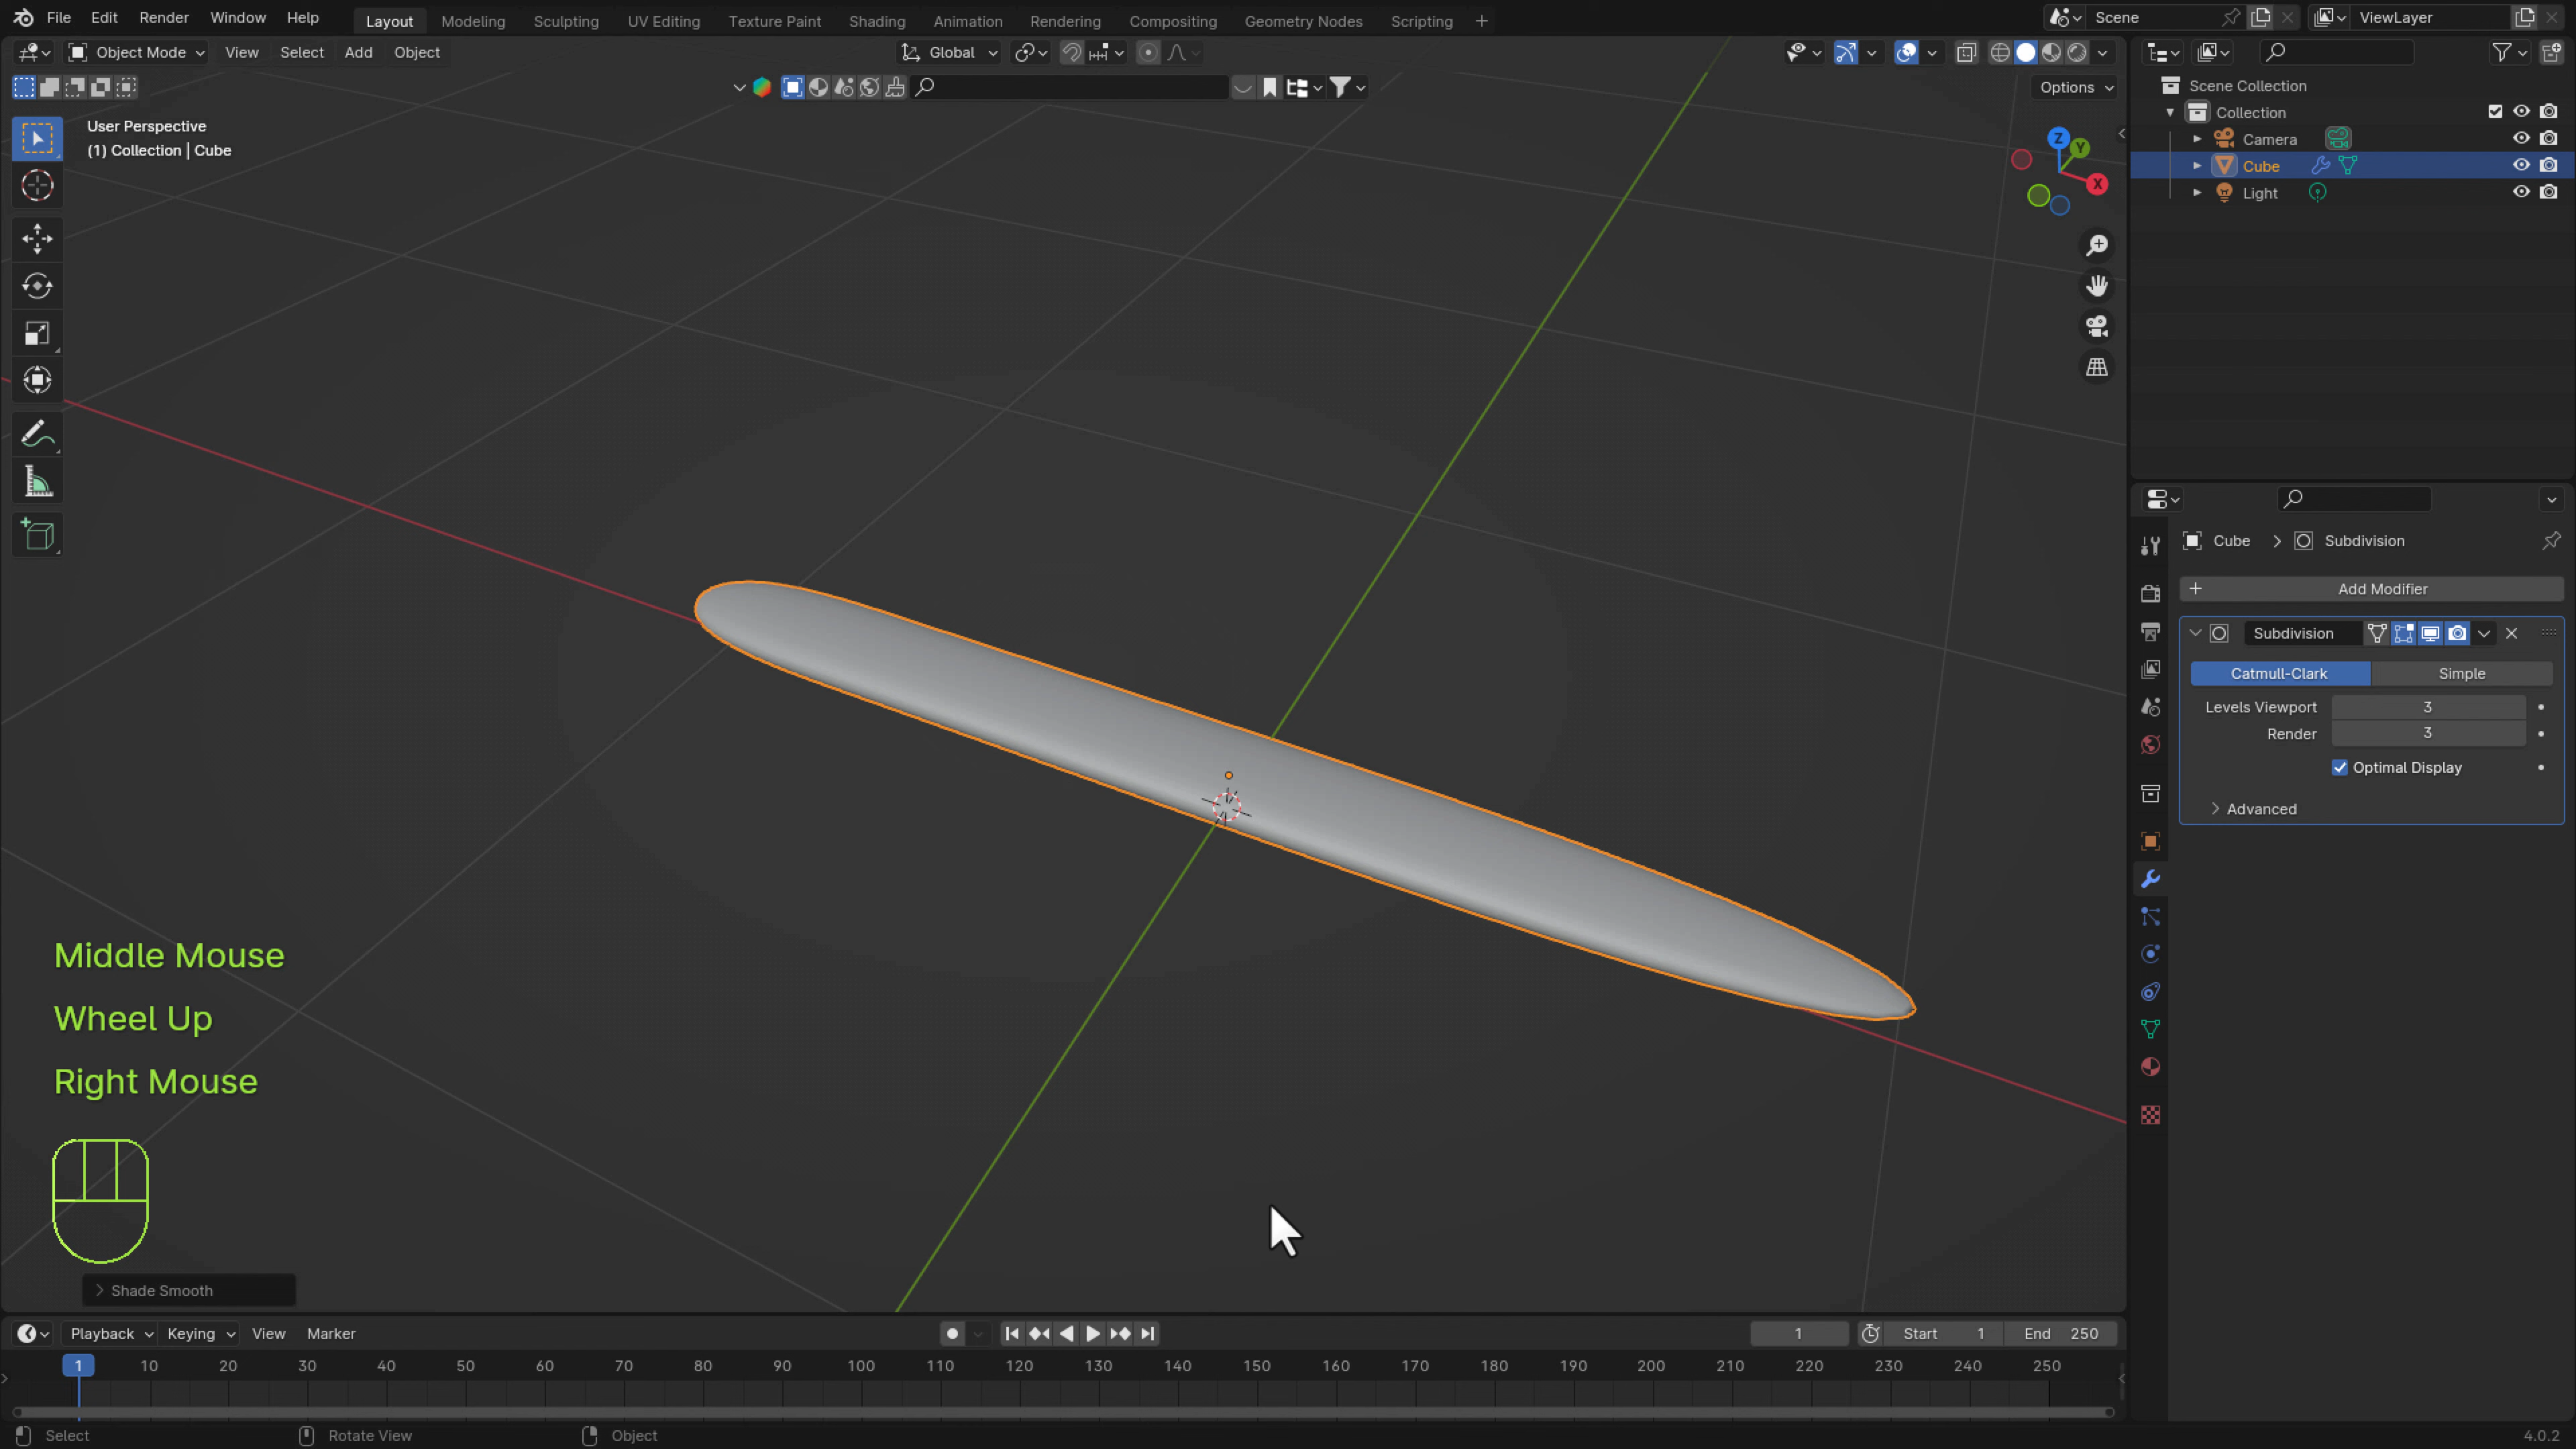 File Edit Render Window Help Layout Modeling Sculpting UV Editing Texture Paint Shading Animation Rendering Compositing Geometry Nodes Scripting + Scene ViewLayer
Object Mode View Select Add Object Global
Options
User Perspective
(1) Collection | Cube
Z
Y
X
Scene Collection
Collection
Camera
Cube
Light
Cube > Subdivision
+ Add Modifier
Subdivision
Catmull-Clark Simple
Levels Viewport 3
Render 3
Optimal Display
Advanced
Middle Mouse
Wheel Up
Right Mouse
Shade Smooth
Playback Keying View Marker 1 Start 1 End 250
1 10 20 30 40 50 60 70 80 90 100 110 120 130 140 150 160 170 180 190 200 210 220 230 240 250
Select Rotate View Object 4.0.2